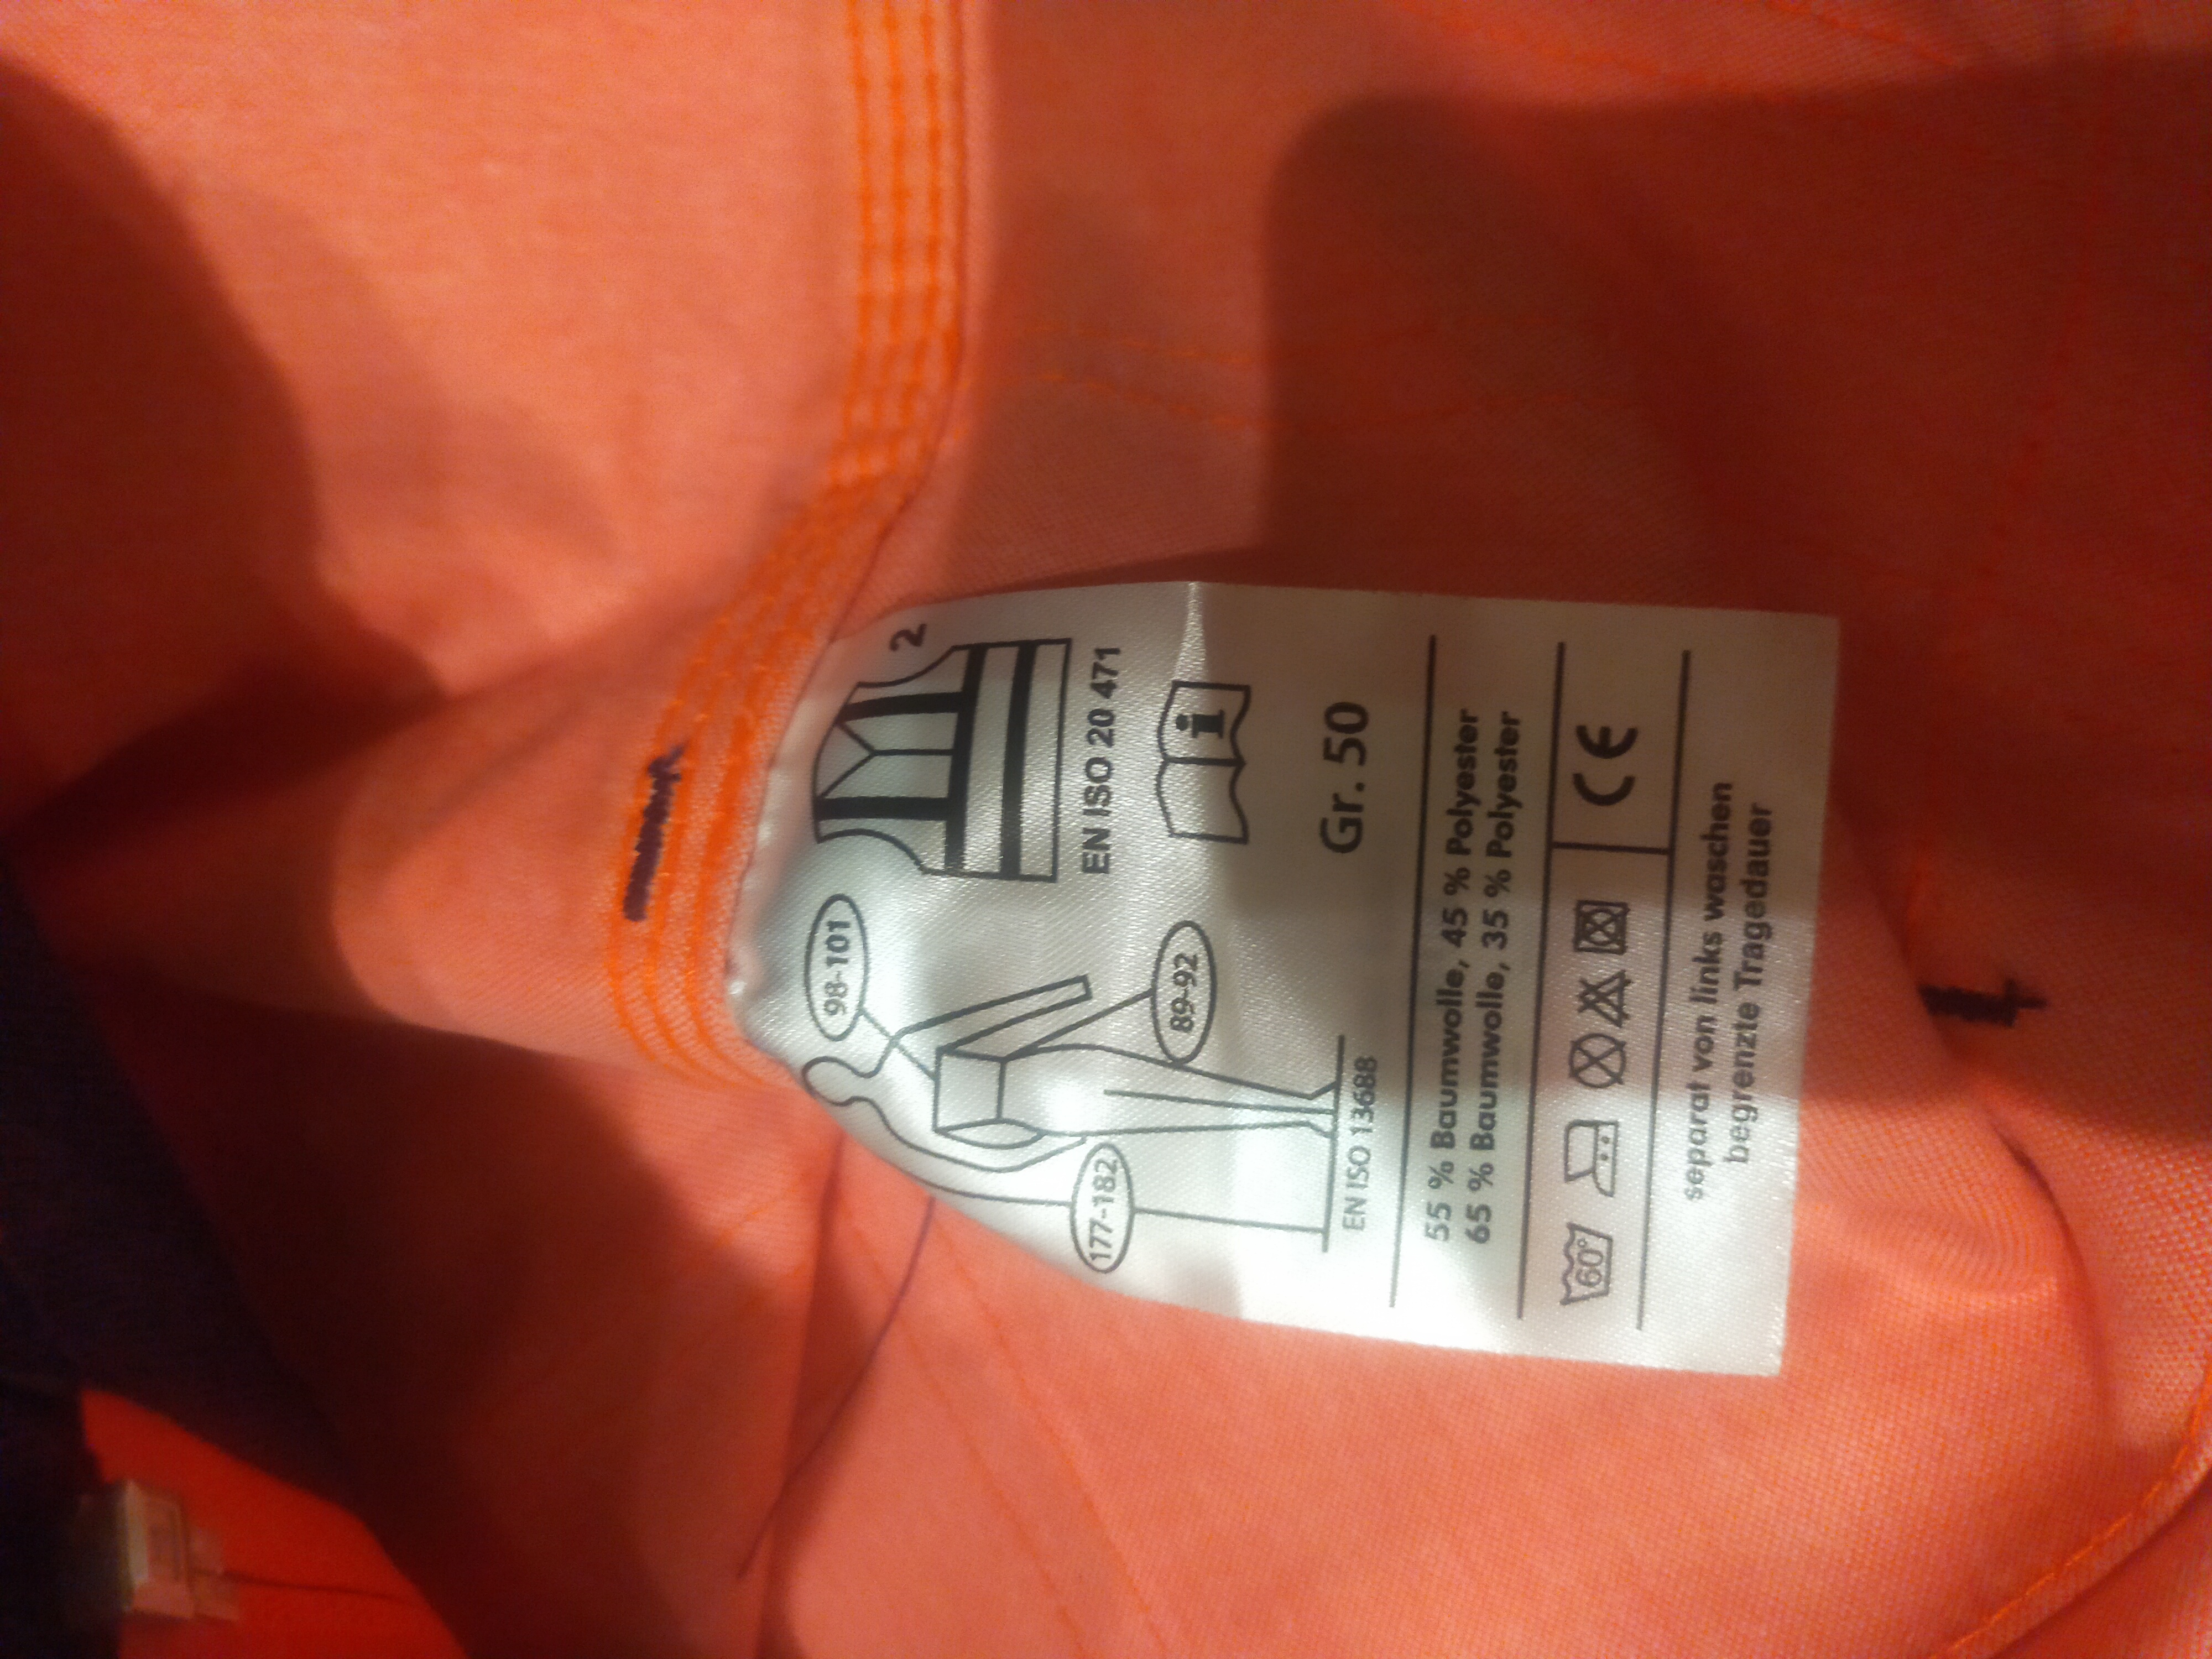 98-101
2
EN ISO 20 471
177-182
89-92
i
EN ISO 13688
Gr. 50
55 % Baumwolle, 45 % Polyester
65 % Baumwolle, 35 % Polyester
60°
CE
separat von links waschen
begrenzte Tragedauer